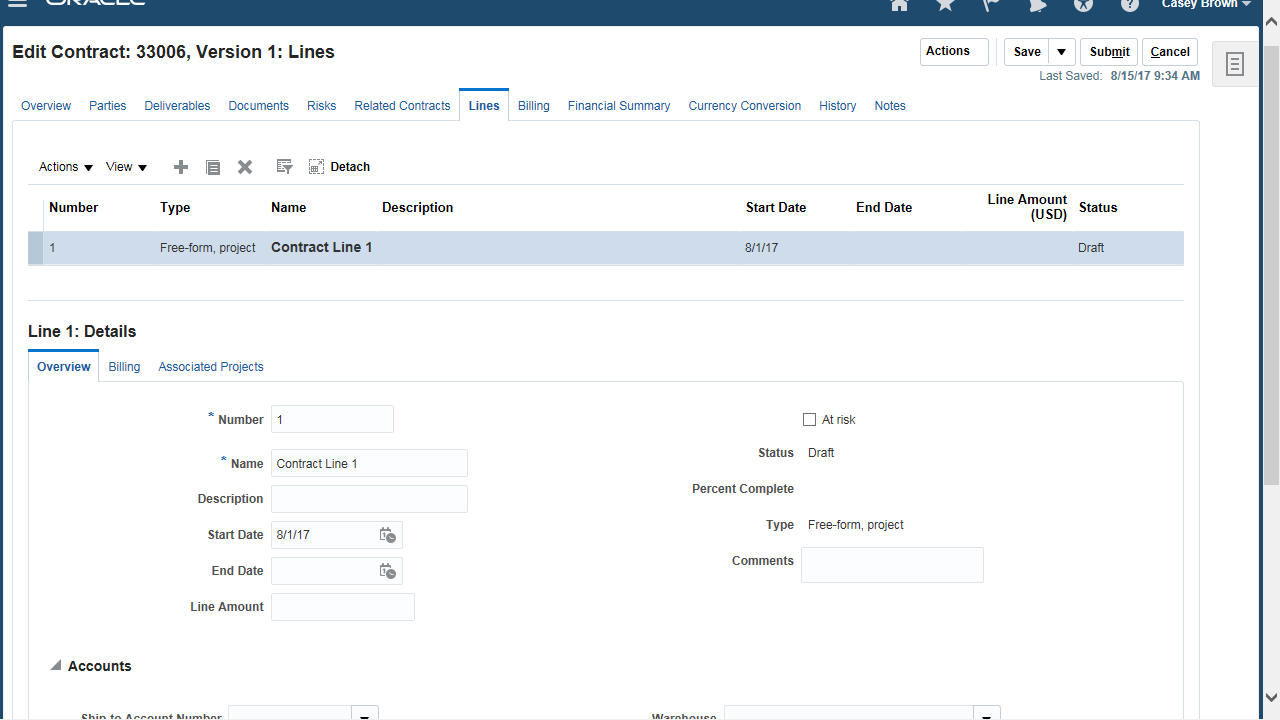 ORACLE
Casey Brown
Edit Contract: 33006, Version 1: Lines
Actions
Save
Submit
Cancel
Last Saved: 8/15/17 9:34 AM
Overview Parties Deliverables Documents Risks Related Contracts Lines Billing Financial Summary Currency Conversion History Notes
Actions View Detach
Number Type Name Description Start Date End Date Line Amount (USD) Status
1 Free-form, project Contract Line 1 8/1/17 Draft
Line 1: Details
Overview Billing Associated Projects
* Number 1
* Name Contract Line 1
Description
Start Date 8/1/17
End Date
Line Amount
At risk
Status Draft
Percent Complete
Type Free-form, project
Comments
Accounts
Ship-to Account Number
Warehouse